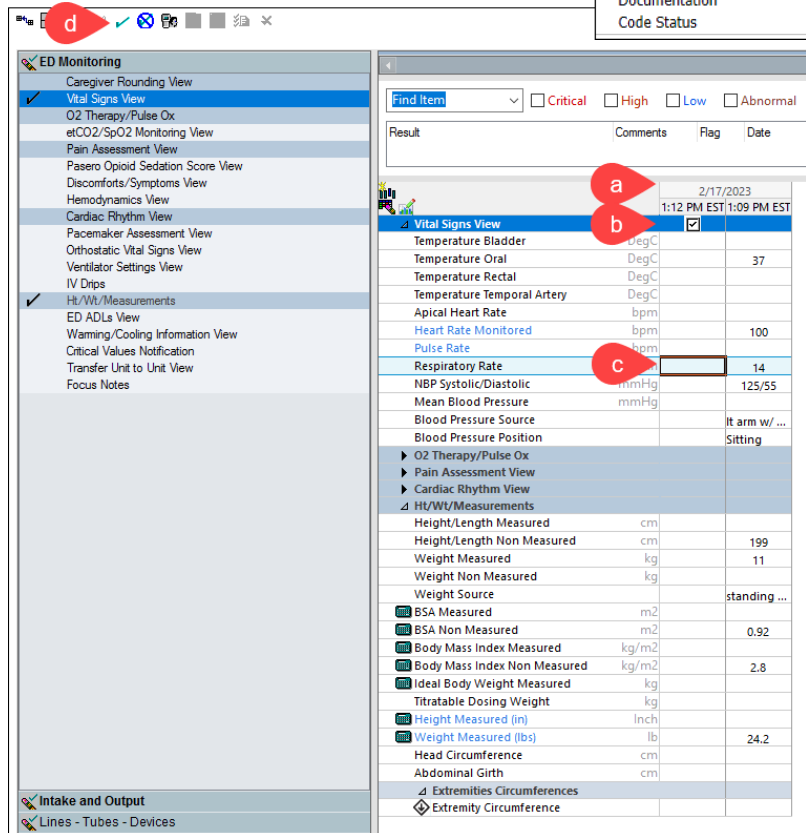 Documentation
Code Status
d
ED Monitoring
Caregiver Rounding View
Vital Signs View
O2 Therapy/Pulse Ox
etCO2/SpO2 Monitoring View
Pain Assessment View
Pasero Opioid Sedation Score View
Discomforts/Symptoms View
Hemodynamics View
Cardiac Rhythm View
Pacemaker Assessment View
Orthostatic Vital Signs View
Ventilator Settings View
IV Drips
Ht/Wt/Measurements
ED ADLs View
Warming/Cooling Information View
Critical Values Notification
Transfer Unit to Unit View
Focus Notes
Intake and Output
Lines - Tubes - Devices
Find Item Critical High Low Abnormal
Result Comments Flag Date
a 2/17/2023
1:12 PM EST 1:09 PM EST
Vital Signs View b
Temperature Bladder DegC
Temperature Oral DegC 37
Temperature Rectal DegC
Temperature Temporal Artery DegC
Apical Heart Rate bpm
Heart Rate Monitored bpm 100
Pulse Rate bpm
Respiratory Rate c 14
NBP Systolic/Diastolic mmHg 125/55
Mean Blood Pressure mmHg
Blood Pressure Source lt arm w/ ...
Blood Pressure Position Sitting
O2 Therapy/Pulse Ox
Pain Assessment View
Cardiac Rhythm View
Ht/Wt/Measurements
Height/Length Measured cm
Height/Length Non Measured cm 199
Weight Measured kg 11
Weight Non Measured kg
Weight Source standing ...
BSA Measured m2
BSA Non Measured m2 0.92
Body Mass Index Measured kg/m2
Body Mass Index Non Measured kg/m2 2.8
Ideal Body Weight Measured kg
Titratable Dosing Weight kg
Height Measured (in) Inch
Weight Measured (lbs) lb 24.2
Head Circumference cm
Abdominal Girth cm
Extremities Circumferences
Extremity Circumference